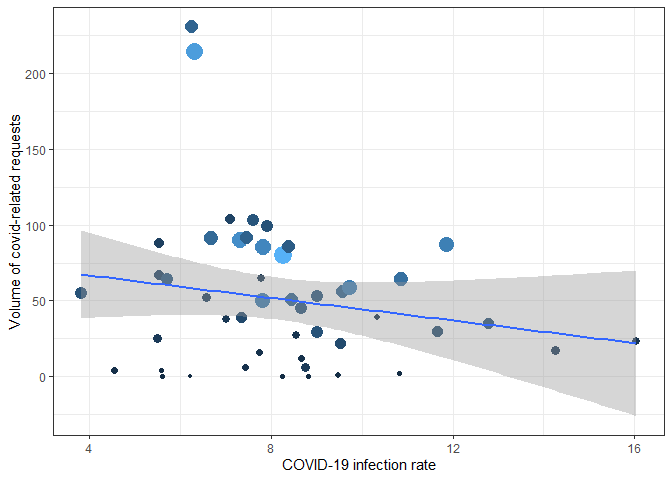 Volume of covid-related requests
200
150
100
50
0
4 8 12 16
COVID-19 infection rate